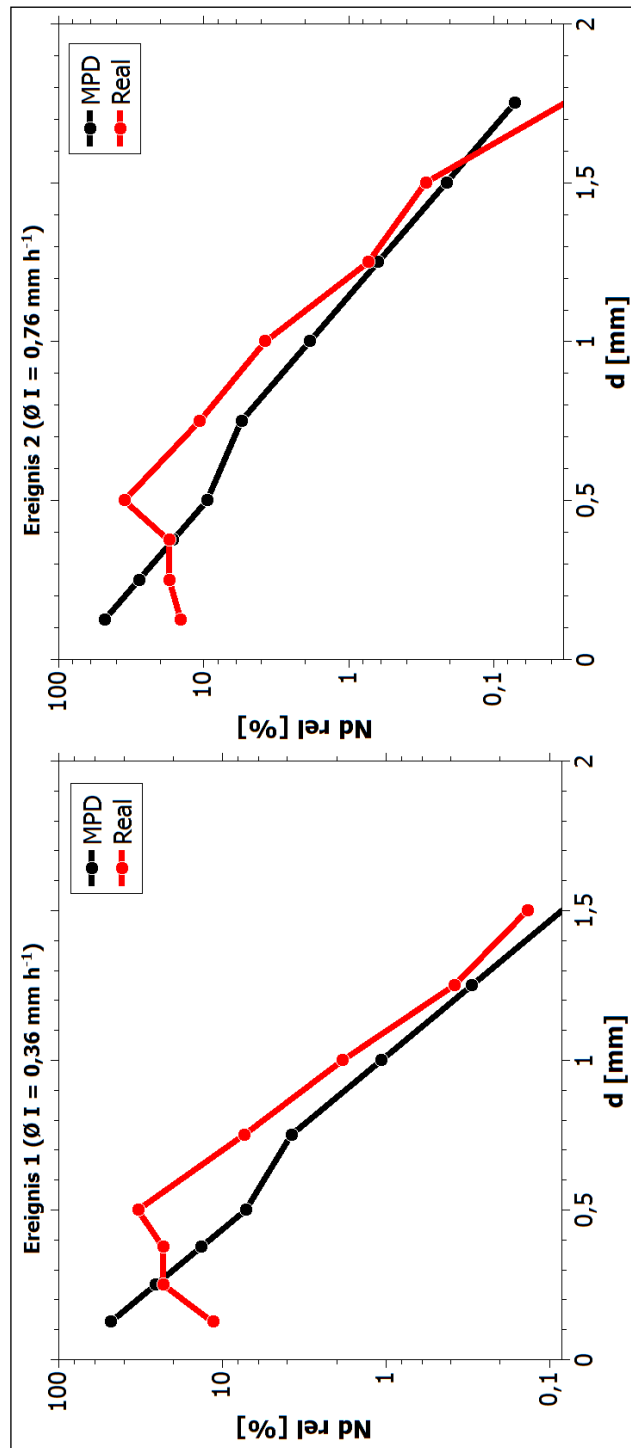 Ereignis 1 (Ø I = 0,36 mm h⁻¹)
MPD
Real
Nd rel [%]
100
10
1
0,1
0
0,5
1
1,5
2
d [mm]
Ereignis 2 (Ø I = 0,76 mm h⁻¹)
MPD
Real
Nd rel [%]
100
10
1
0,1
0
0,5
1
1,5
2
d [mm]